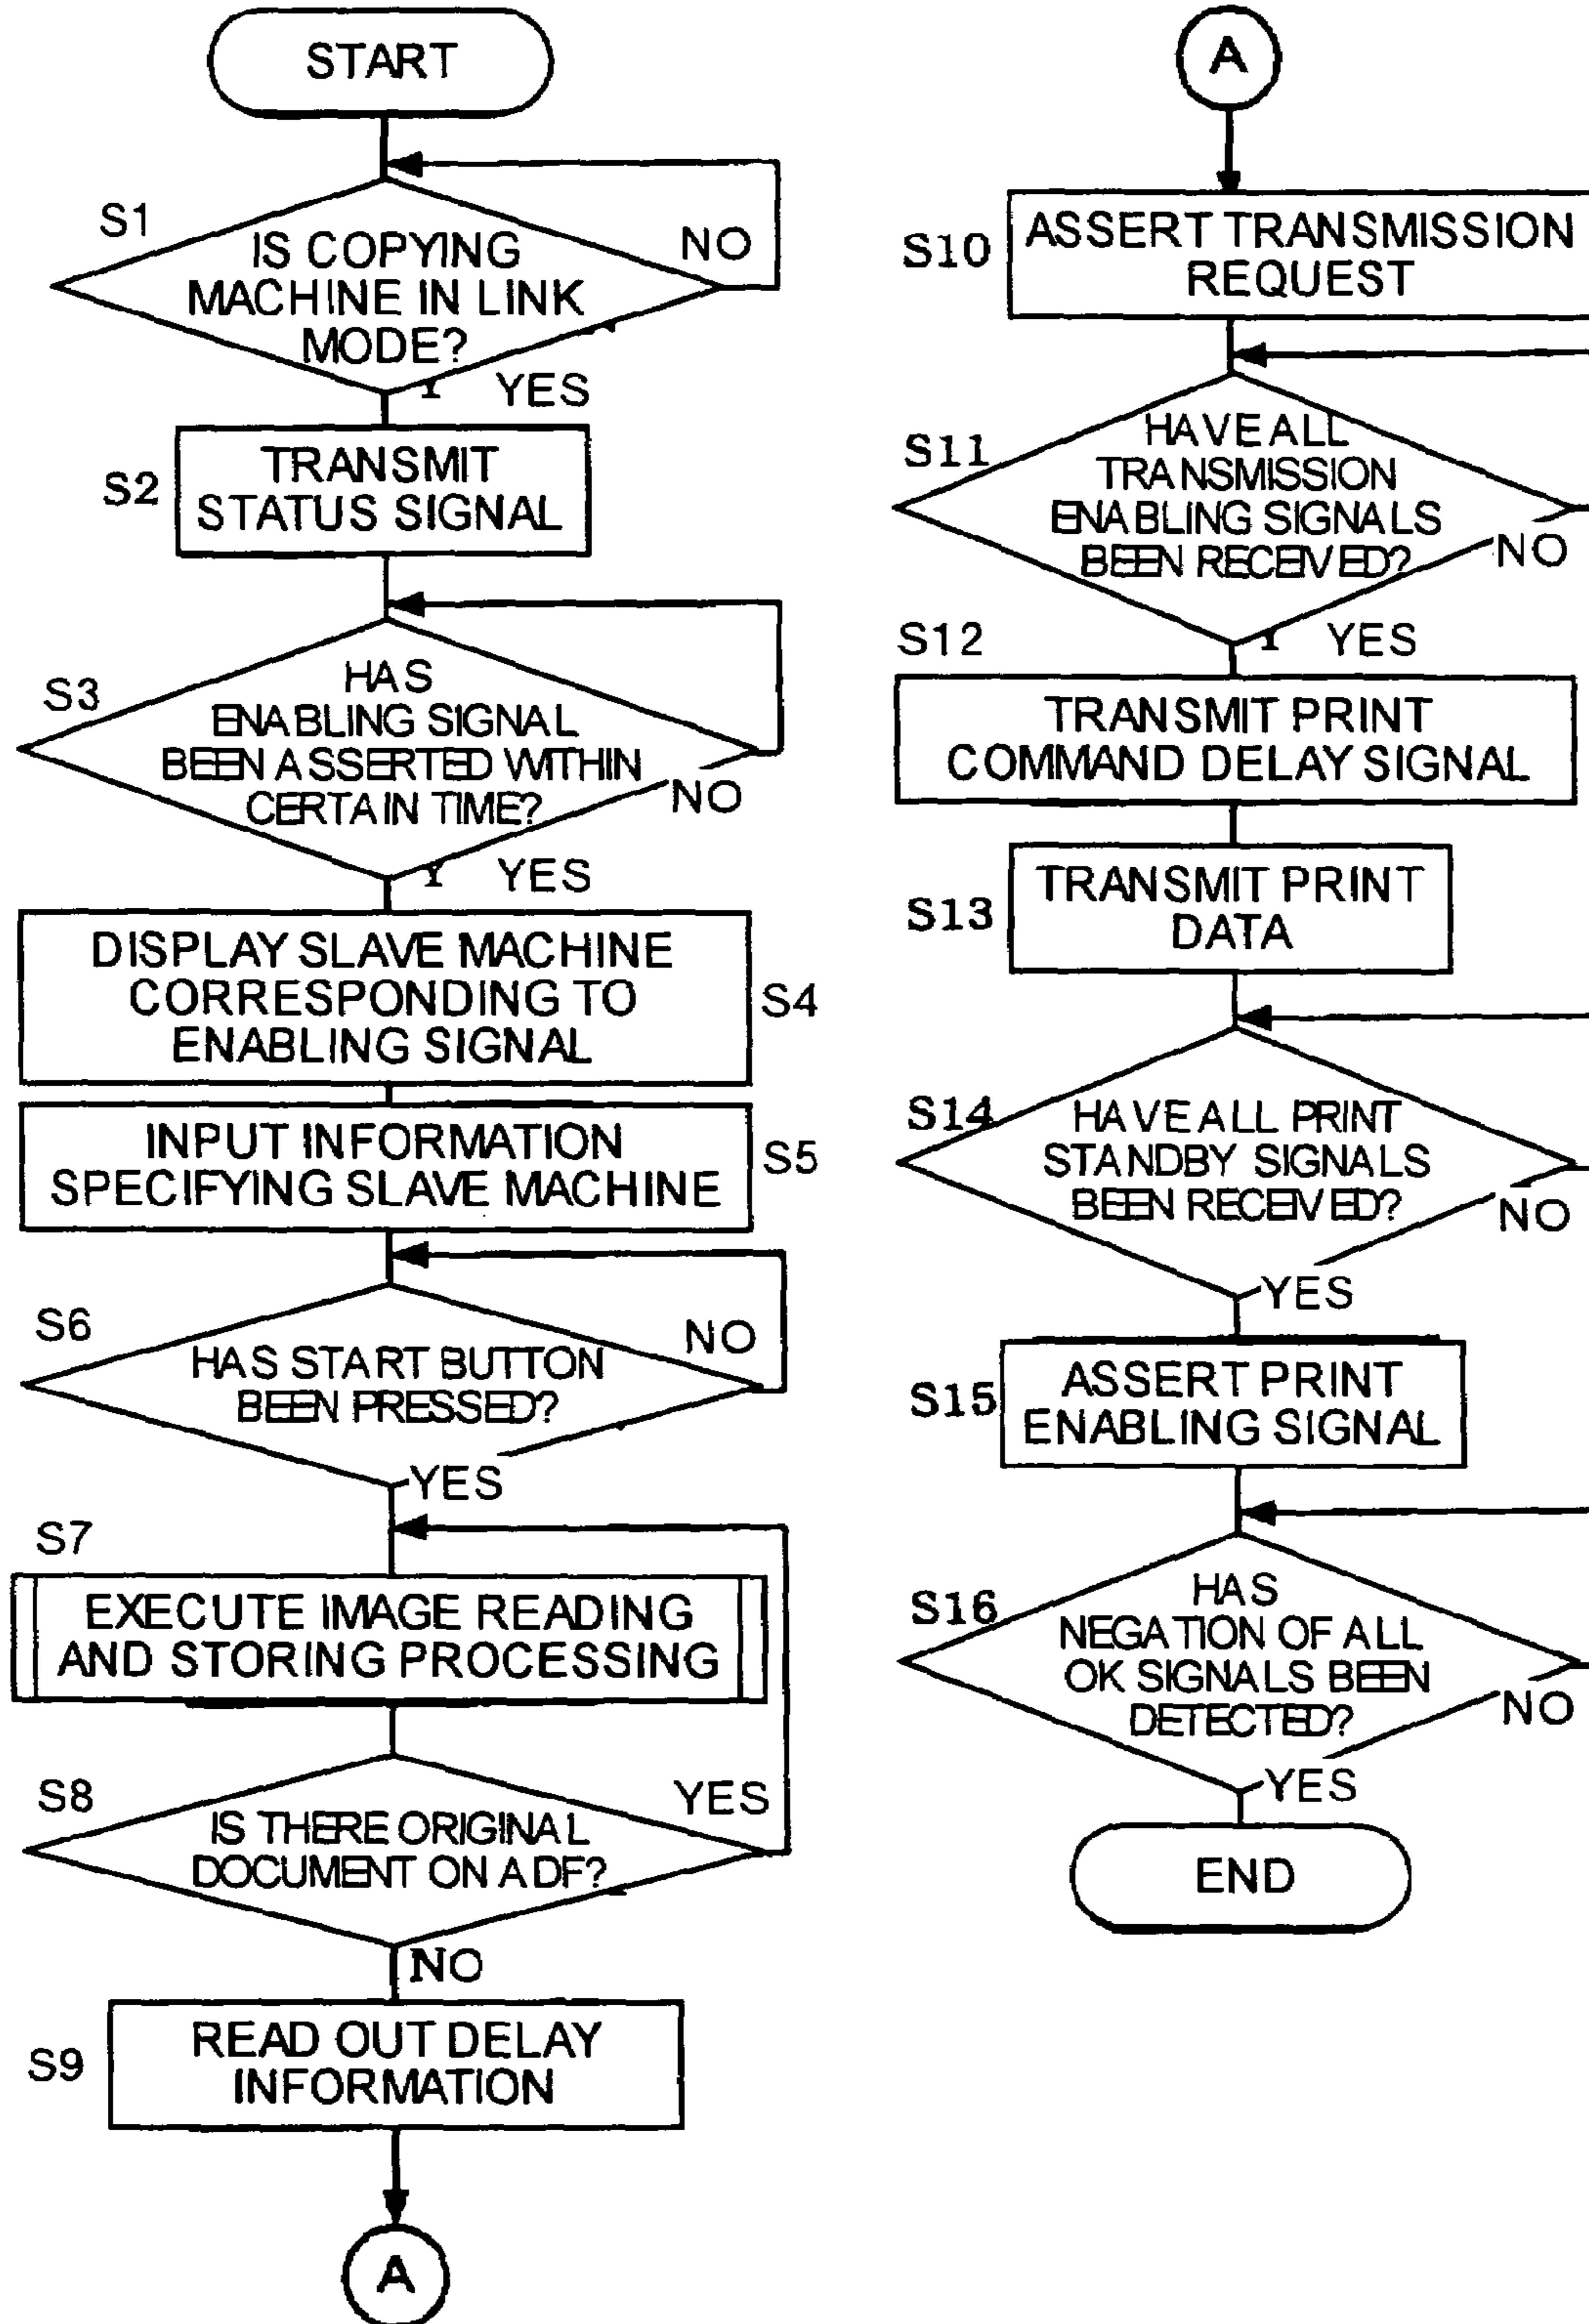 START
S1
IS COPYING
MACHINE IN LINK
MODE?
NO
Y YES
S2
TRANSMIT
STATUS SIGNAL
S3
HAS
ENABLING SIGNAL
BEEN ASSERTED WITHIN
CERTAIN TIME?
NO
Y YES
DISPLAY SLAVE MACHINE
CORRESPONDING TO
ENABLING SIGNAL
S4
INPUT INFORMATION
SPECIFYING SLAVE MACHINE
S5
S6
HAS START BUTTON
BEEN PRESSED?
NO
YES
S7
EXECUTE IMAGE READING
AND STORING PROCESSING
S8
IS THERE ORIGINAL
DOCUMENT ON ADF?
YES
NO
S9
READ OUT DELAY
INFORMATION
A
A
S10
ASSERT TRANSMISSION
REQUEST
S11
HAVE ALL
TRANSMISSION
ENABLING SIGNALS
BEEN RECEIVED?
NO
Y YES
S12
TRANSMIT PRINT
COMMAND DELAY SIGNAL
S13
TRANSMIT PRINT
DATA
S14
HAVE ALL PRINT
STANDBY SIGNALS
BEEN RECEIVED?
NO
YES
S15
ASSERT PRINT
ENABLING SIGNAL
S16
HAS
NEGATION OF ALL
OK SIGNALS BEEN
DETECTED?
NO
YES
END